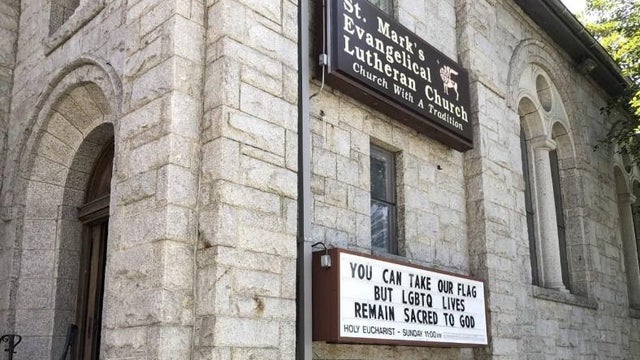 St. Mark's
Evangelical
Lutheran Church
Church With A Tradition
YOU CAN TAKE OUR FLAG
BUT LGBTQ LIVES
REMAIN SACRED TO GOD
HOLY EUCHARIST - SUNDAY 11:00 AM